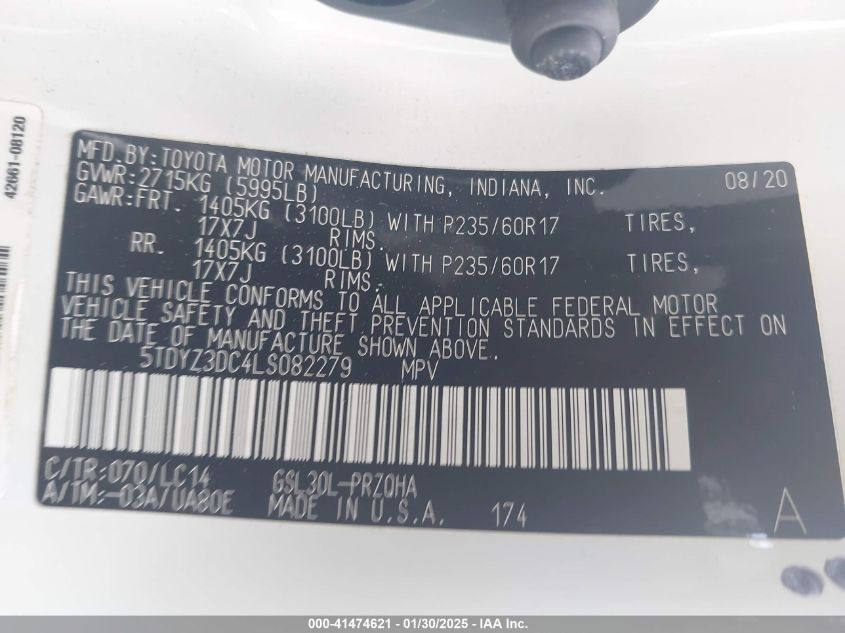 42661-08120
MFD.BY:TOYOTA MOTOR MANUFACTURING, INDIANA, INC. 08/20
GVWR:2715KG (5995LB)
GAWR:FRT. 1405KG (3100LB) WITH P235/60R17 TIRES,
17X7J RIMS.
RR. 1405KG (3100LB) WITH P235/60R17 TIRES,
17X7J RIMS.
THIS VEHICLE CONFORMS TO ALL APPLICABLE FEDERAL MOTOR
VEHICLE SAFETY AND THEFT PREVENTION STANDARDS IN EFFECT ON
THE DATE OF MANUFACTURE SHOWN ABOVE.
5TDYZ3DC4LS082279 MPV
C/TR:070/LC14 GSL30L-PRZQHA
A/TM:-03A/UA80E MADE IN U.S.A. 174 A
000-41474621 - 01/30/2025 - IAA Inc.